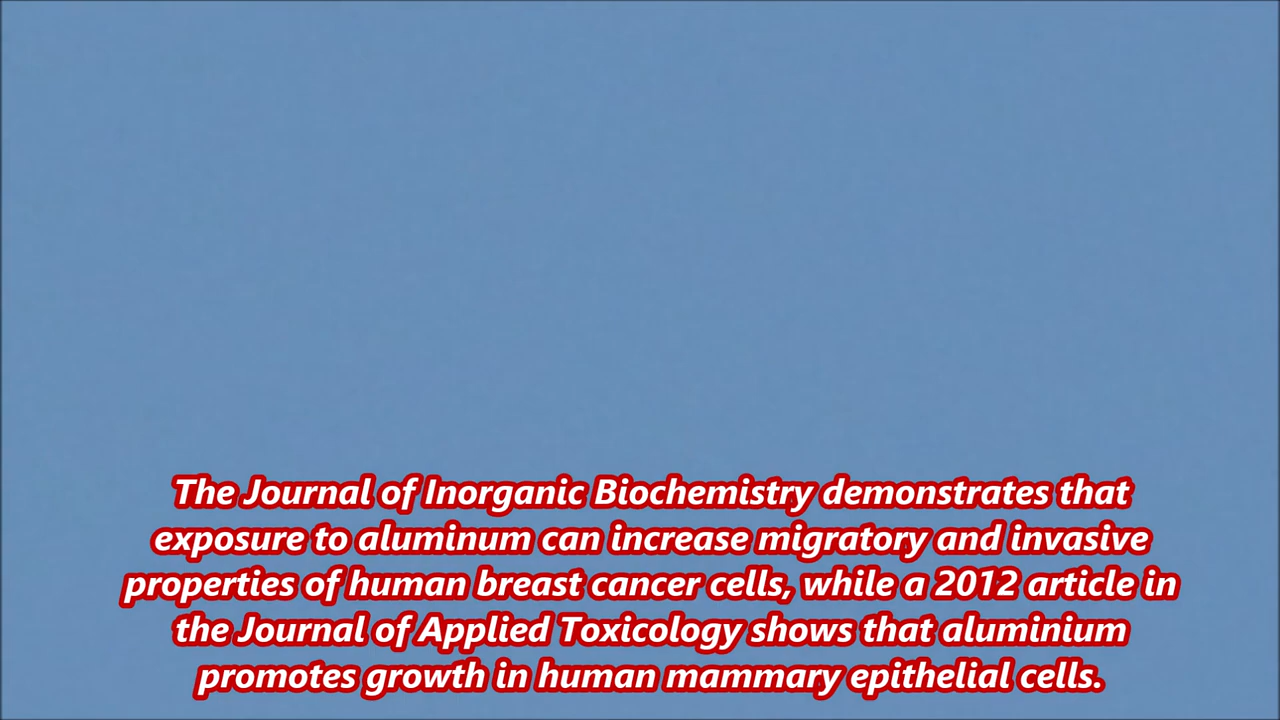 The Journal of Inorganic Biochemistry demonstrates that
exposure to aluminum can increase migratory and invasive
properties of human breast cancer cells, while a 2012 article in
the Journal of Applied Toxicology shows that aluminium
promotes growth in human mammary epithelial cells.